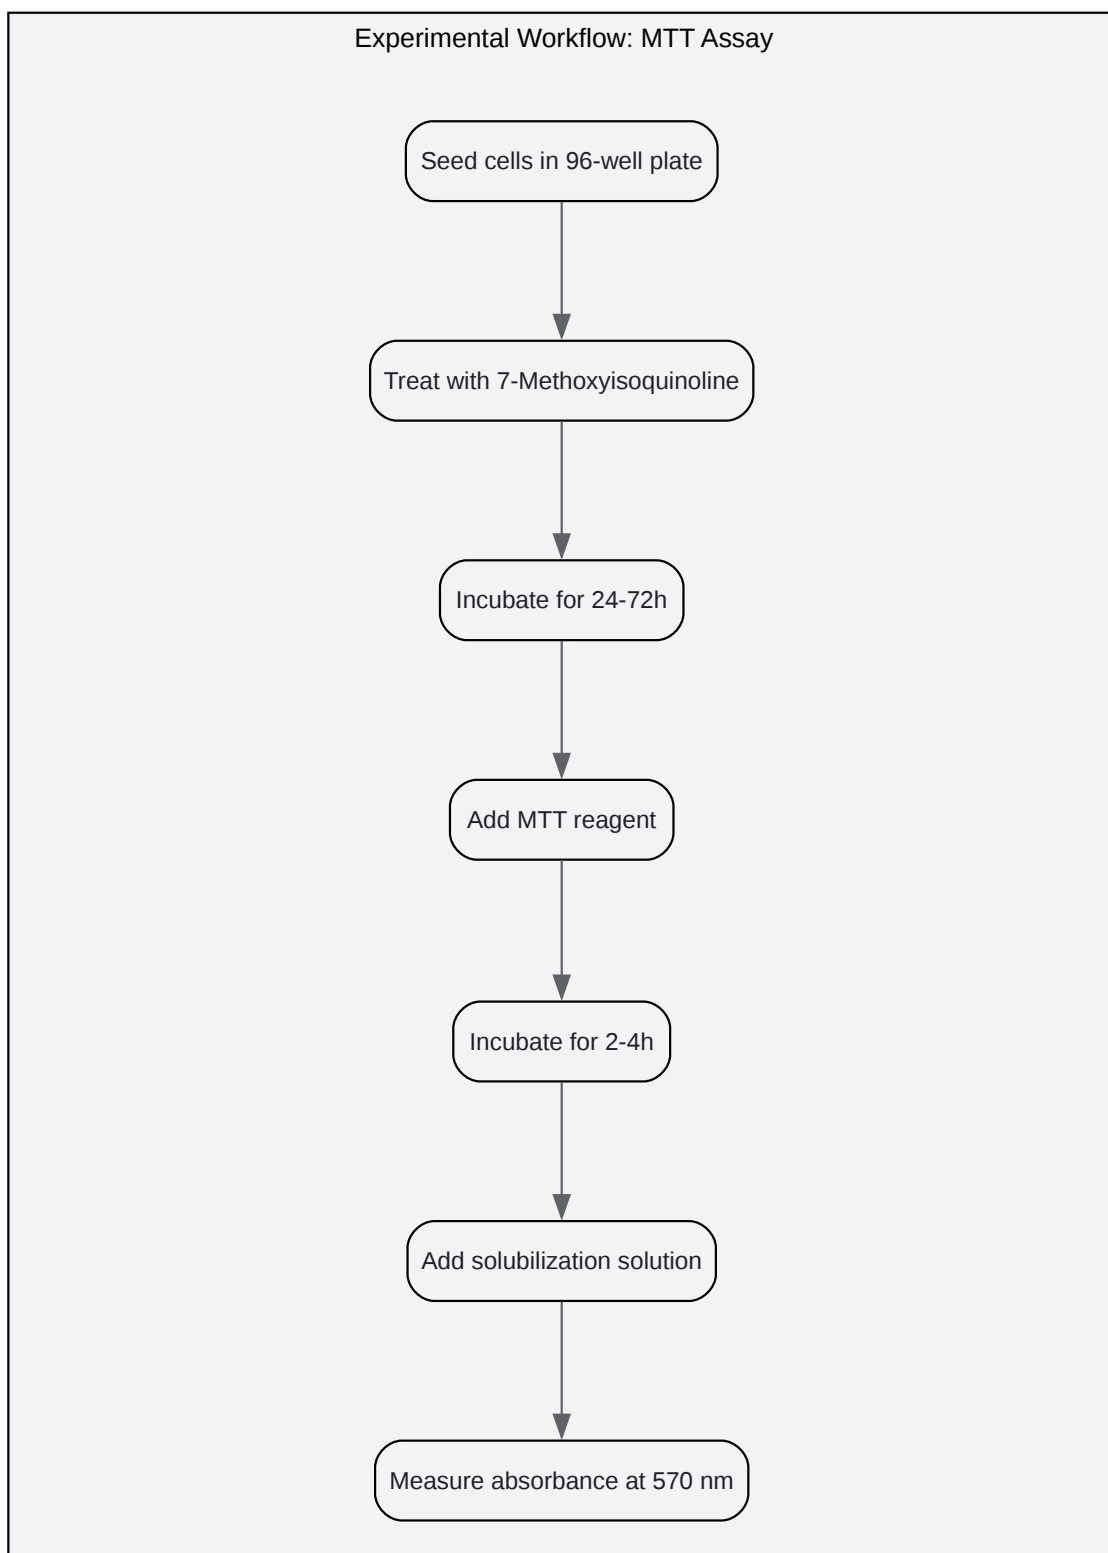 Experimental Workflow: MTT Assay
Seed cells in 96-well plate
Treat with 7-Methoxyisoquinoline
Incubate for 24-72h
Add MTT reagent
Incubate for 2-4h
Add solubilization solution
Measure absorbance at 570 nm